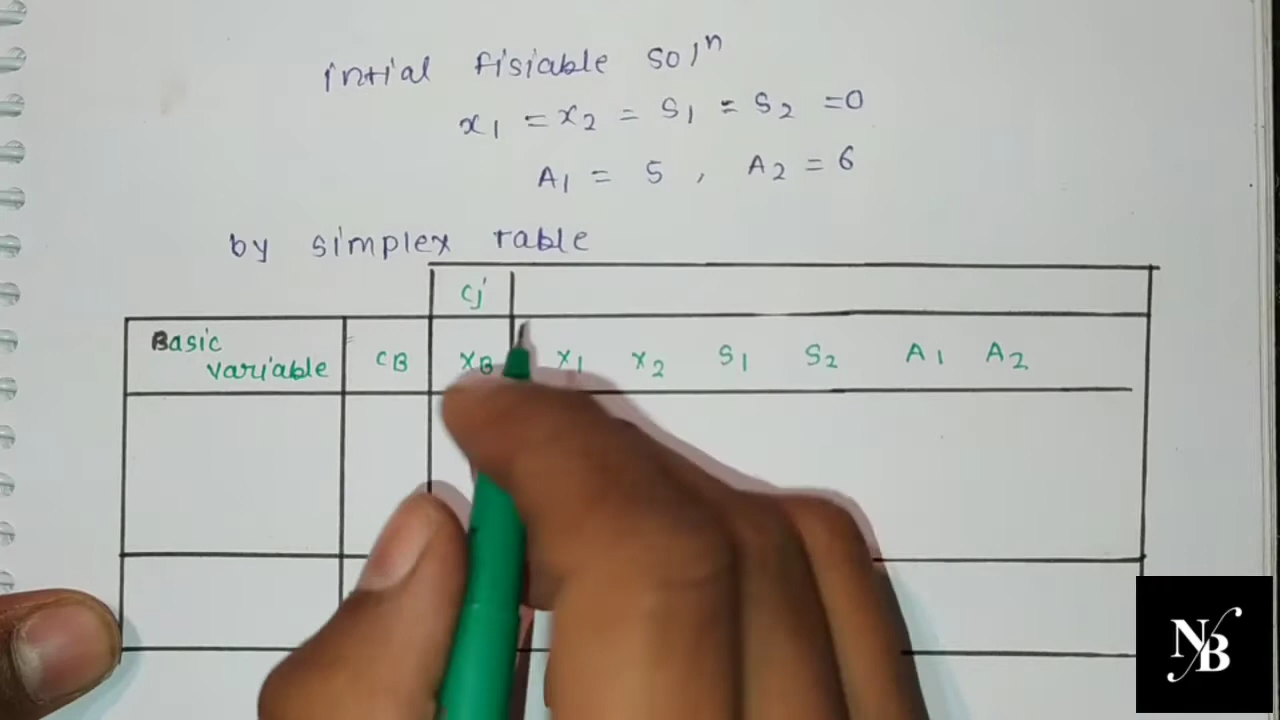 intial fisiable sol^n
x1 = x2 = S1 = S2 = 0
A1 = 5 , A2 = 6
by simplex table
Cj
Basic variable CB XB x1 x2 S1 S2 A1 A2
NB